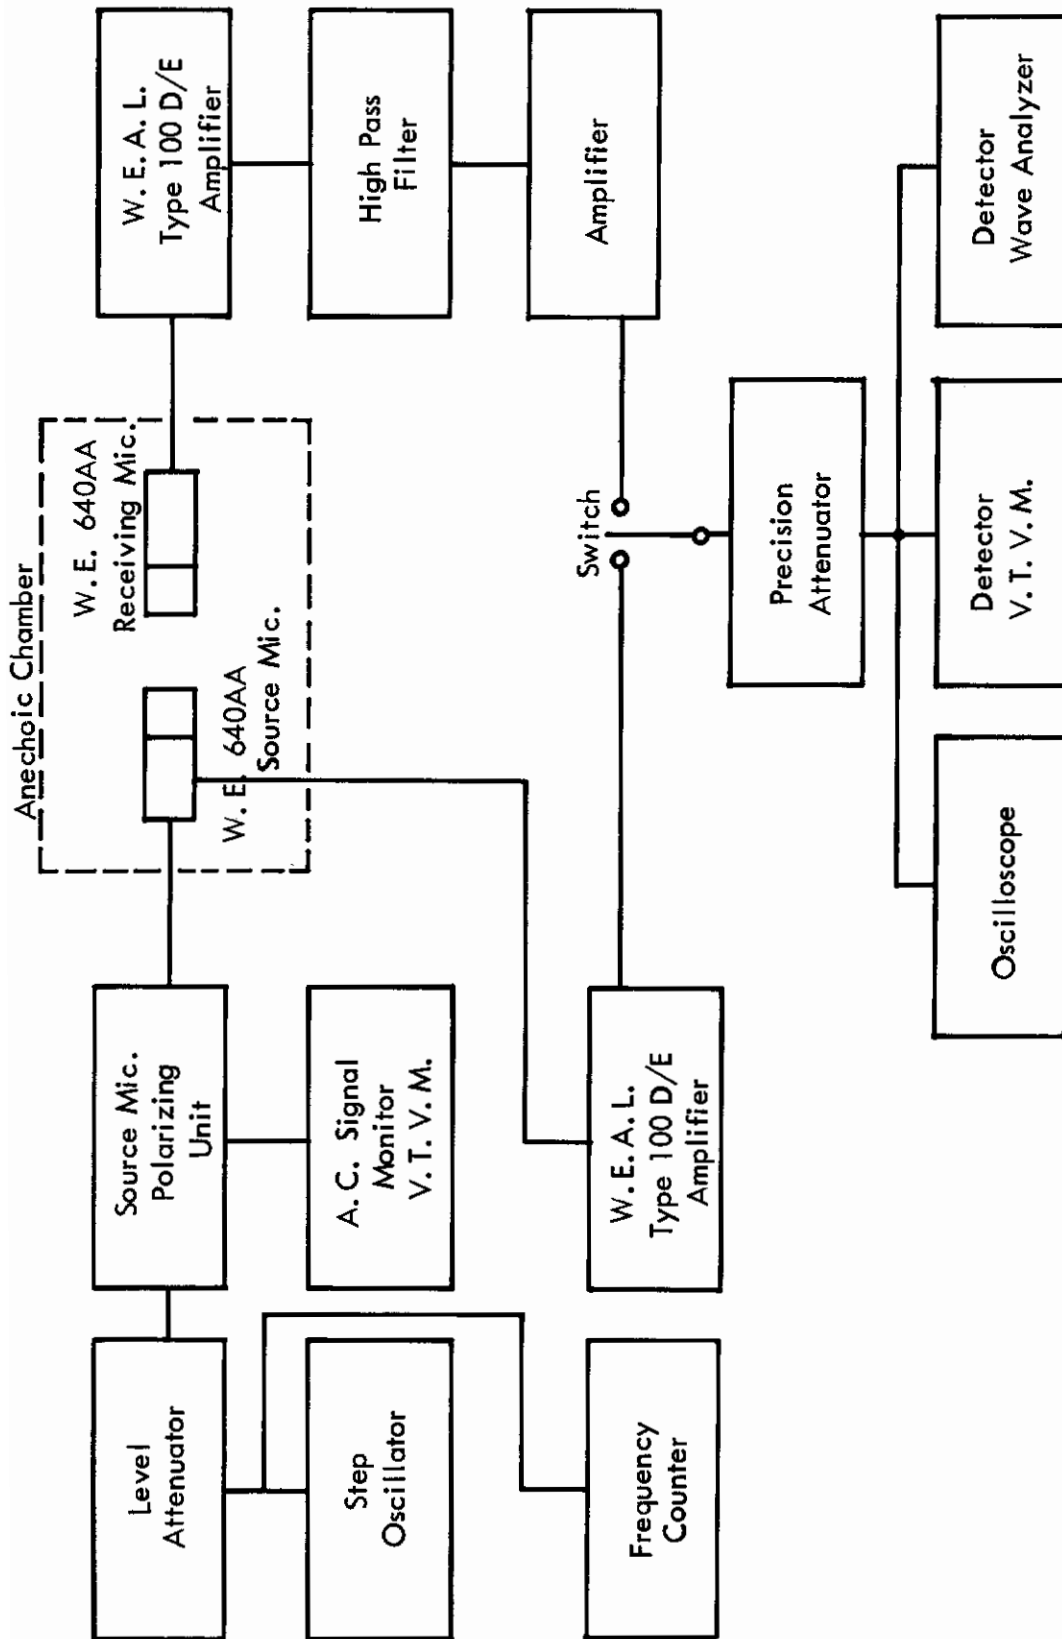 Anechoic Chamber
Level
Attenuator
Source Mic.
Polarizing
Unit
W. E. 640AA
Source Mic.
W. E. 640AA
Receiving Mic.
W. E. A. L.
Type 100 D/E
Amplifier
Step
Oscillator
A. C. Signal
Monitor
V. T. V. M.
High Pass
Filter
Frequency
Counter
W. E. A. L.
Type 100 D/E
Amplifier
Switch
Amplifier
Precision
Attenuator
Oscilloscope
Detector
V. T. V. M.
Detector
Wave Analyzer